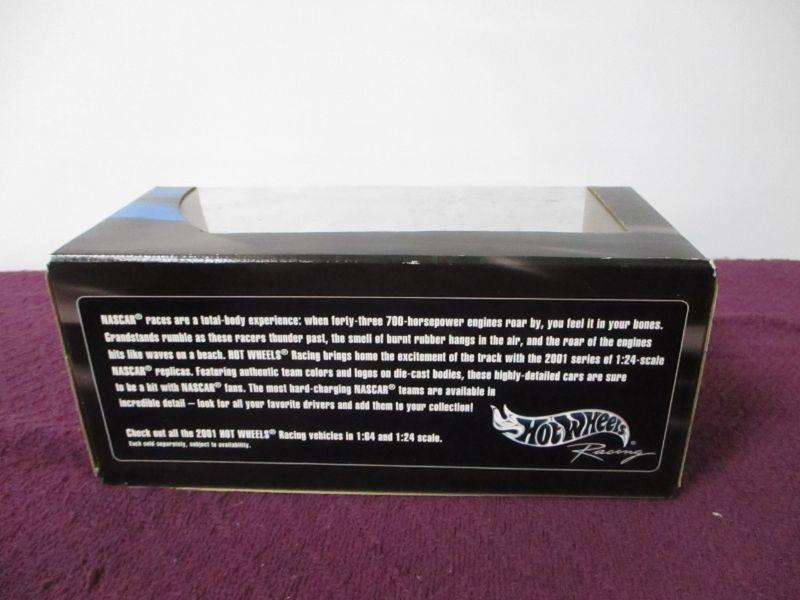 NASCAR® races are a total-body experience: when forty-three 700-horsepower engines roar by, you feel it in your bones.
Grandstands rumble as these racers thunder past, the smell of burnt rubber hangs in the air, and the roar of the engines
hits like waves on a beach. HOT WHEELS® Racing brings home the excitement of the track with the 2001 series of 1:24-scale
NASCAR® replicas. Featuring authentic team colors and logos on die-cast bodies, these highly-detailed cars are sure
to be a hit with NASCAR® fans. The most hard-charging NASCAR® teams are available in
incredible detail – look for all your favorite drivers and add them to your collection!
Check out all the 2001 HOT WHEELS® Racing vehicles in 1:64 and 1:24 scale.
Each sold separately, subject to availability.
HOT WHEELS®
Racing